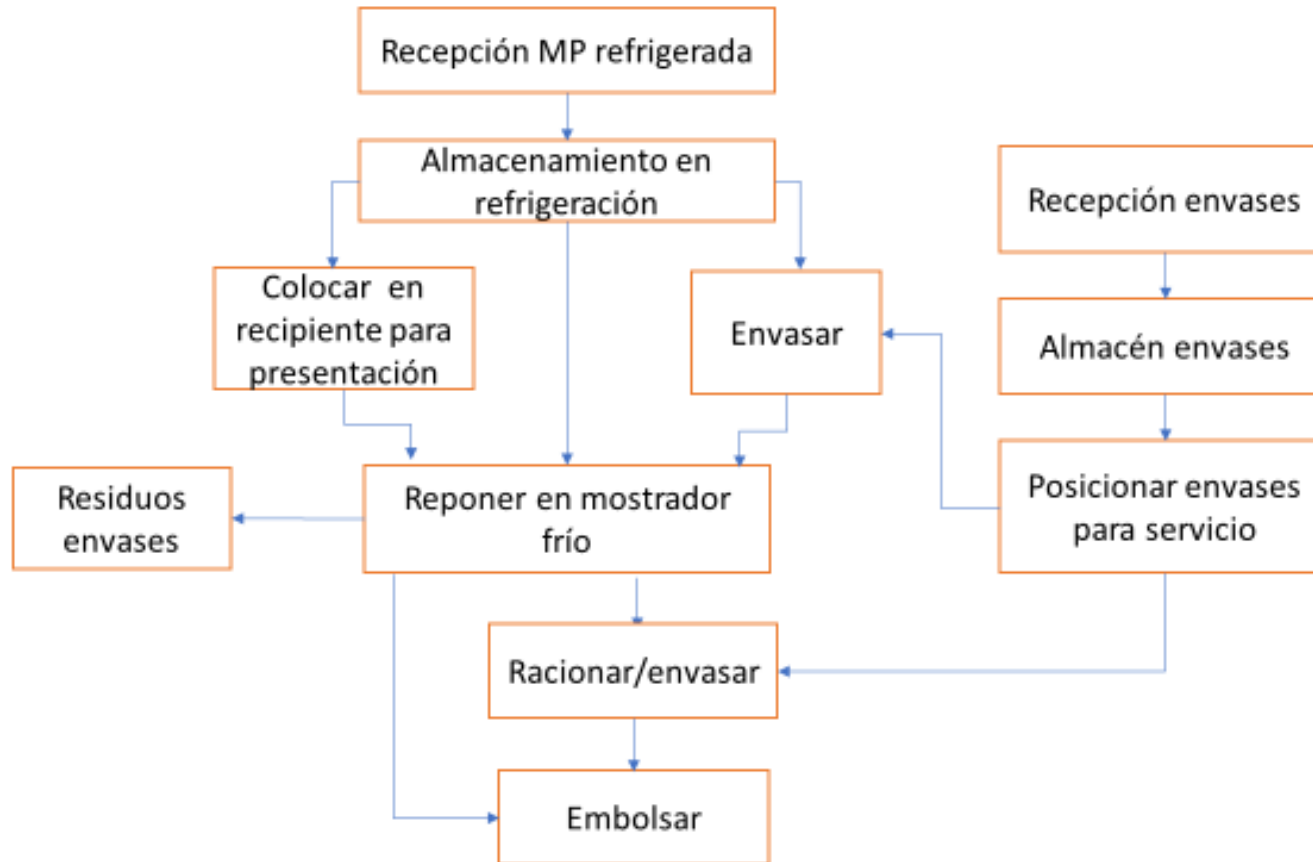 Recepción MP refrigerada
Almacenamiento en
refrigeración
Recepción envases
Colocar en
recipiente para
presentación
Envasar
Almacén envases
Residuos
envases
Reponer en mostrador
frío
Posicionar envases
para servicio
Racionar/envasar
Embolsar